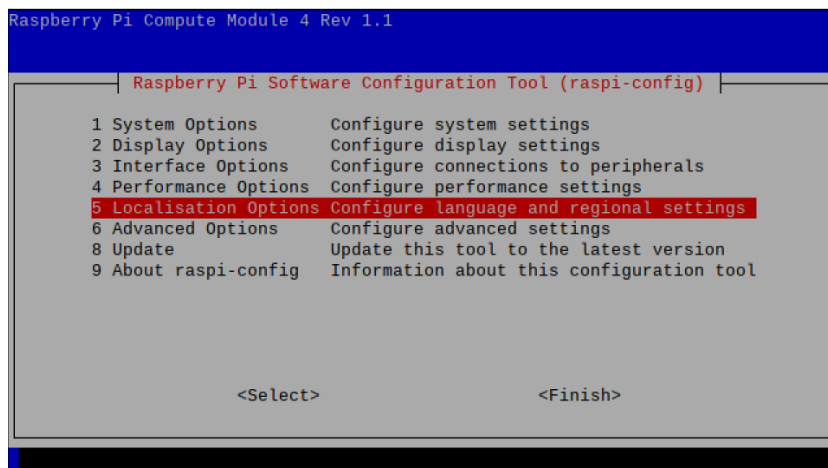 Raspberry Pi Compute Module 4 Rev 1.1
Raspberry Pi Software Configuration Tool (raspi-config)
1 System Options Configure system settings
2 Display Options Configure display settings
3 Interface Options Configure connections to peripherals
4 Performance Options Configure performance settings
5 Localisation Options Configure language and regional settings
6 Advanced Options Configure advanced settings
8 Update Update this tool to the latest version
9 About raspi-config Information about this configuration tool
<Select> <Finish>